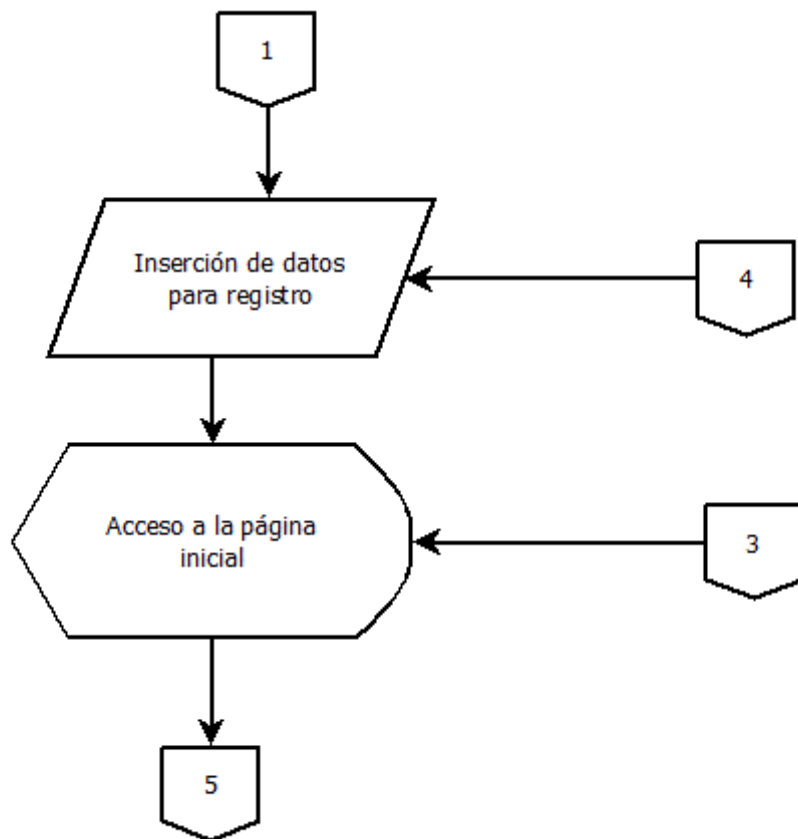 1
Inserción de datos
para registro
4
Acceso a la página
inicial
3
5